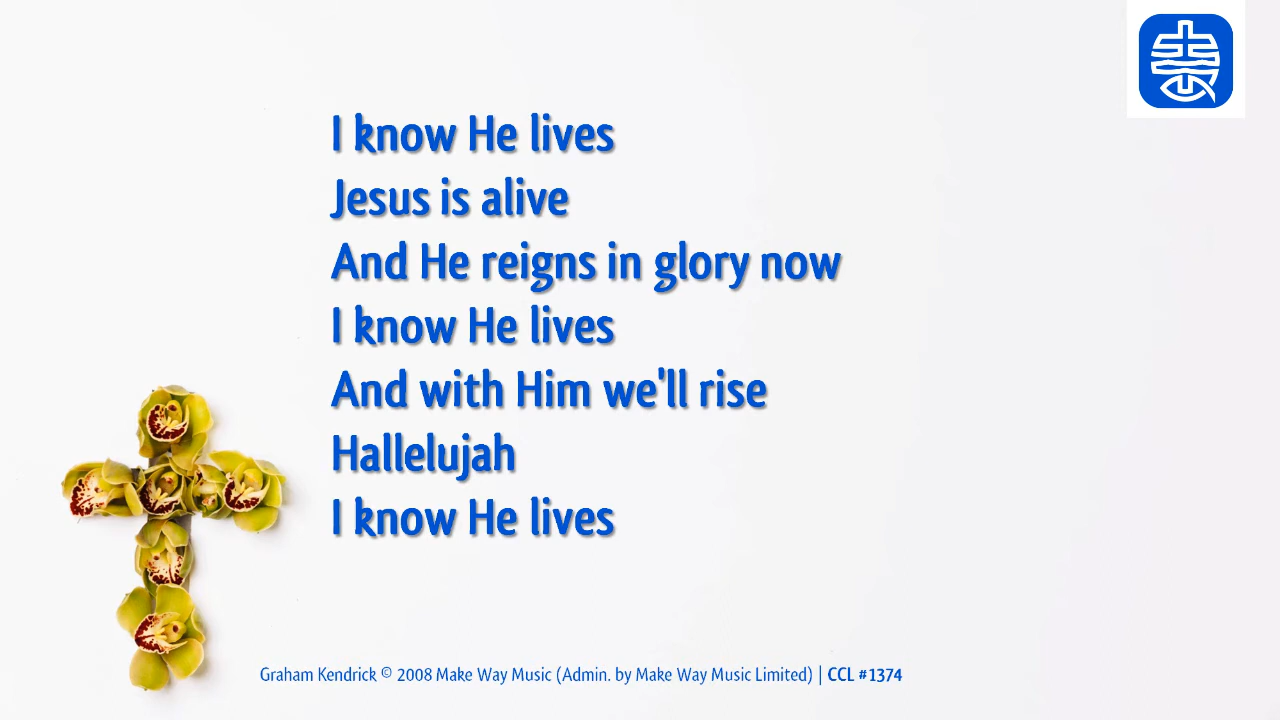 I know He lives
Jesus is alive
And He reigns in glory now
I know He lives
And with Him we'll rise
Hallelujah
I know He lives
Graham Kendrick © 2008 Make Way Music (Admin. by Make Way Music Limited) | CCL #1374